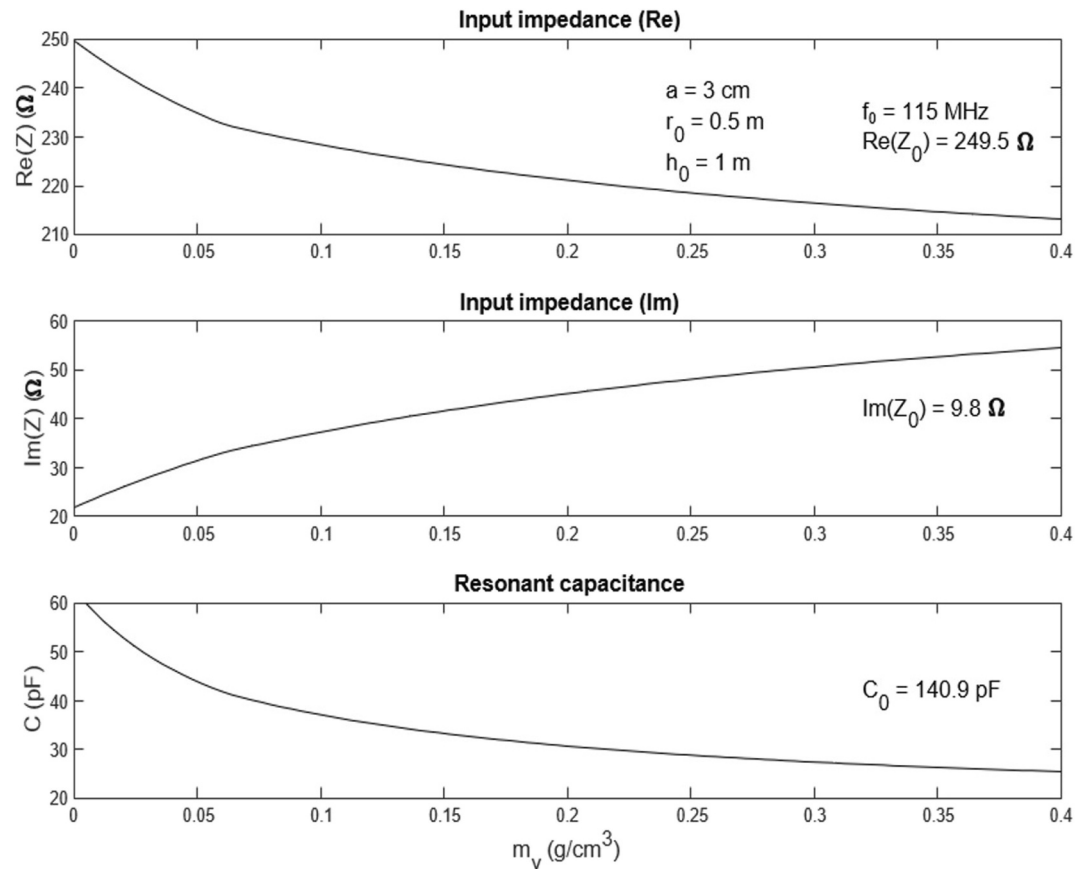 Input impedance (Re)
Re(Z) (Ω)
250
240
230
220
210
a = 3 cm
r0 = 0.5 m
h0 = 1 m
f0 = 115 MHz
Re(Z0) = 249.5 Ω
0 0.05 0.1 0.15 0.2 0.25 0.3 0.35 0.4
Input impedance (Im)
Im(Z) (Ω)
60
50
40
30
20
Im(Z0) = 9.8 Ω
0 0.05 0.1 0.15 0.2 0.25 0.3 0.35 0.4
Resonant capacitance
C (pF)
60
50
40
30
20
C0 = 140.9 pF
0 0.05 0.1 0.15 0.2 0.25 0.3 0.35 0.4
mv (g/cm3)